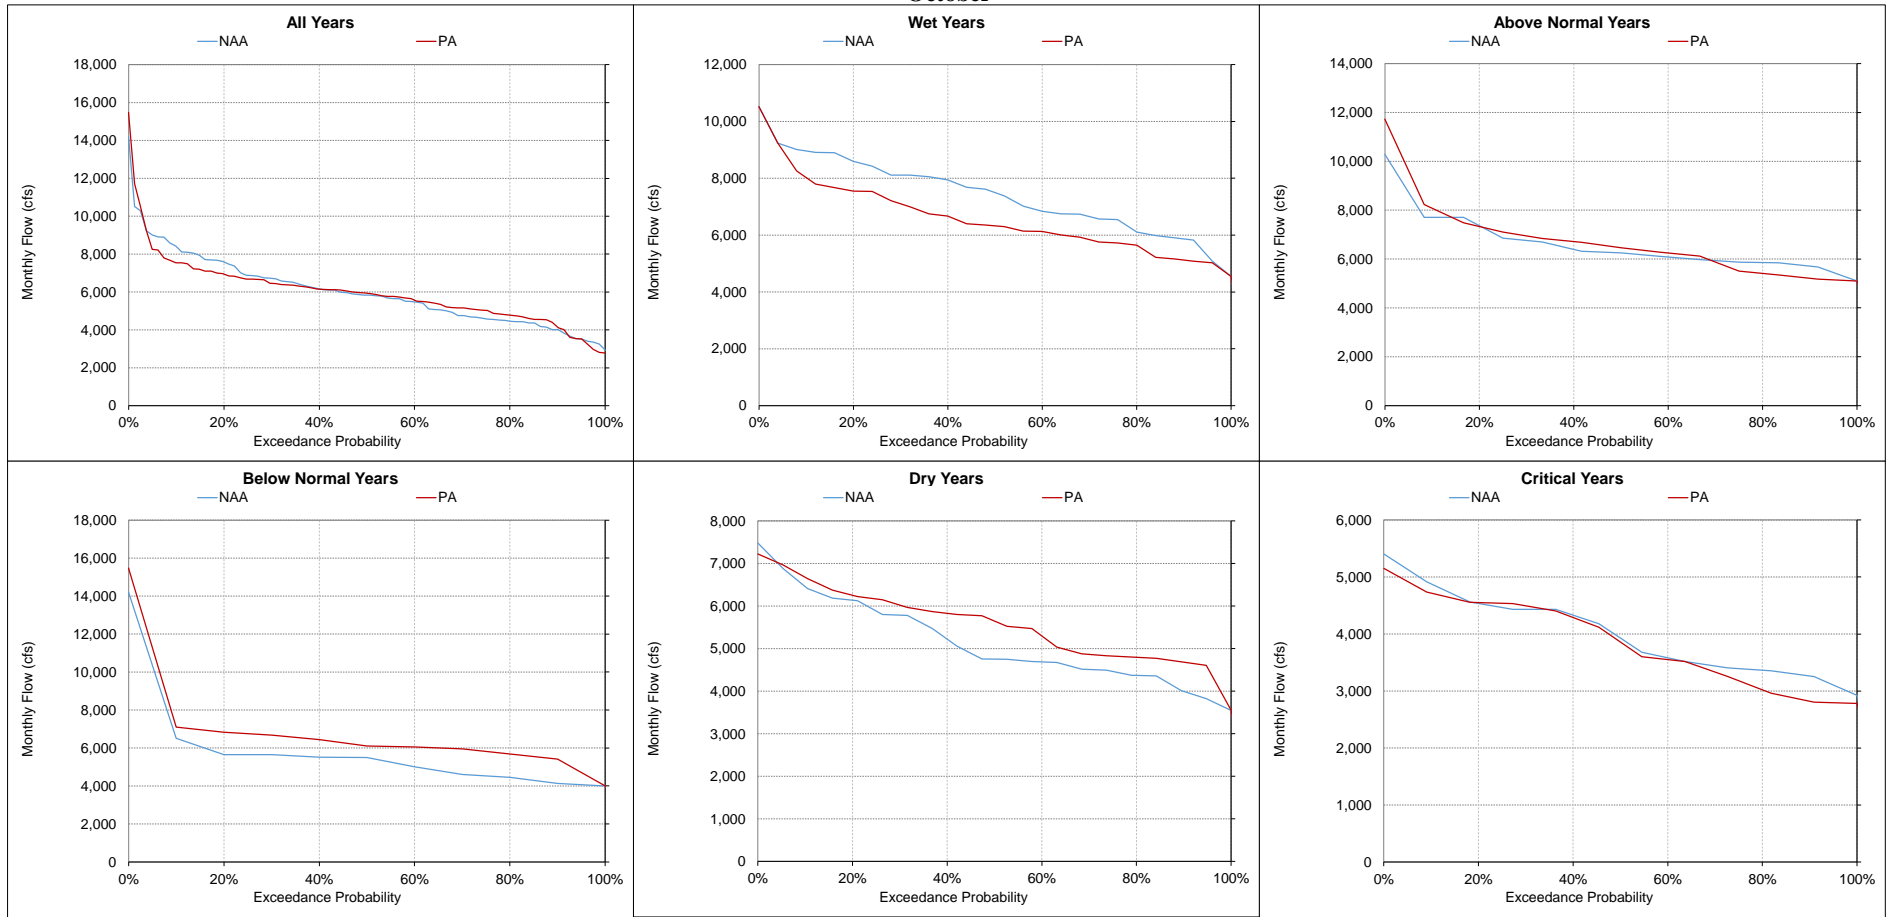 All Years
NAA PA
18,000
16,000
14,000
12,000
10,000
8,000
6,000
4,000
2,000
0
Monthly Flow (cfs)
0% 20% 40% 60% 80% 100%
Exceedance Probability
Wet Years
NAA PA
12,000
10,000
8,000
6,000
4,000
2,000
0
Monthly Flow (cfs)
0% 20% 40% 60% 80% 100%
Exceedance Probability
Above Normal Years
NAA PA
14,000
12,000
10,000
8,000
6,000
4,000
2,000
0
Monthly Flow (cfs)
0% 20% 40% 60% 80% 100%
Exceedance Probability
Below Normal Years
NAA PA
18,000
16,000
14,000
12,000
10,000
8,000
6,000
4,000
2,000
0
Monthly Flow (cfs)
0% 20% 40% 60% 80% 100%
Exceedance Probability
Dry Years
NAA PA
8,000
7,000
6,000
5,000
4,000
3,000
2,000
1,000
0
Monthly Flow (cfs)
0% 20% 40% 60% 80% 100%
Exceedance Probability
Critical Years
NAA PA
6,000
5,000
4,000
3,000
2,000
1,000
0
Monthly Flow (cfs)
0% 20% 40% 60% 80% 100%
Exceedance Probability